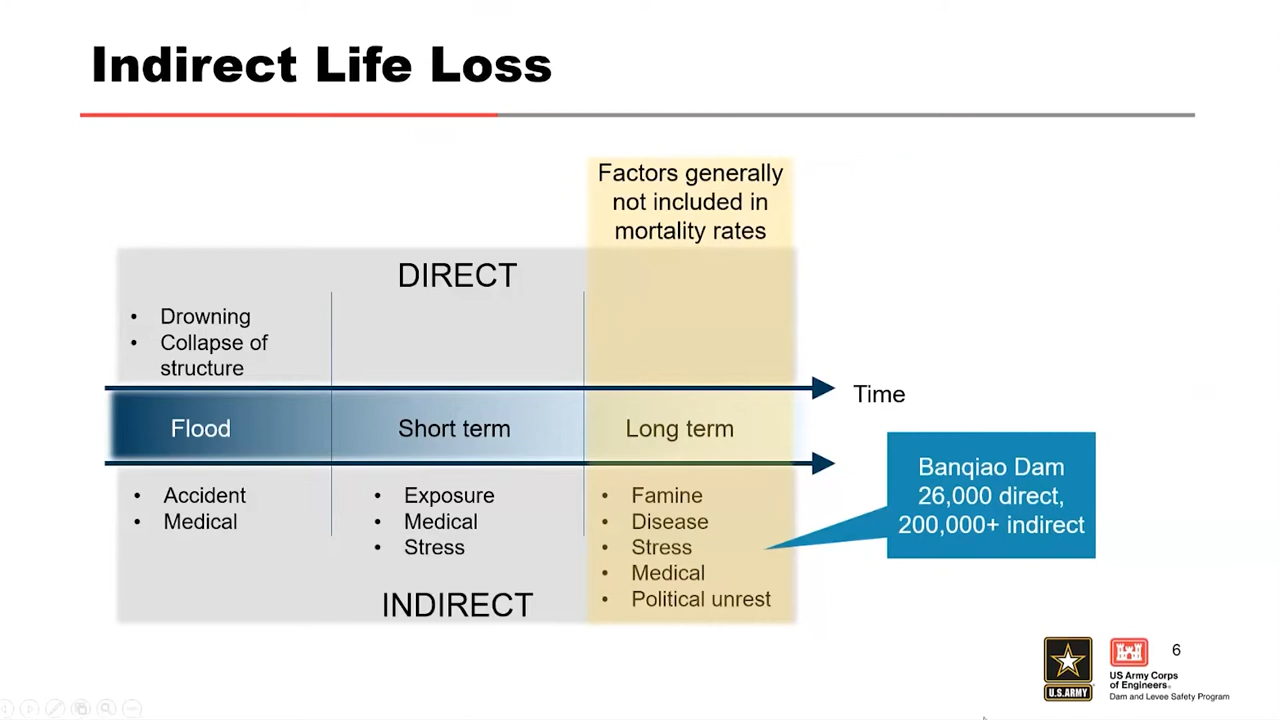 Indirect Life Loss
Factors generally
not included in
mortality rates
DIRECT
• Drowning
• Collapse of
structure
Time
Flood
Short term
Long term
Banqiao Dam
26,000 direct,
200,000+ indirect
• Accident
• Medical
• Exposure
• Medical
• Stress
• Famine
• Disease
• Stress
• Medical
• Political unrest
INDIRECT
U.S.ARMY
US Army Corps
of Engineers®
Dam and Levee Safety Program
6